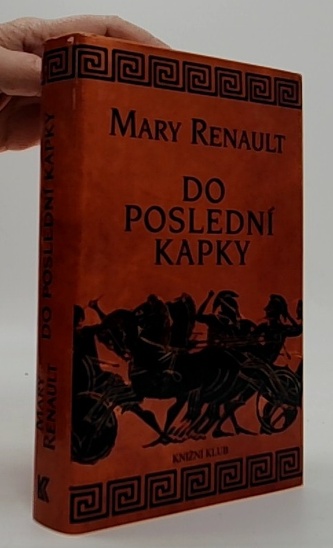 MARY RENAULT
DO
POSLEDNÍ
KAPKY
KNIŽNÍ KLUB
MARY
RENAULT
DO POSLEDNÍ KAPKY
K